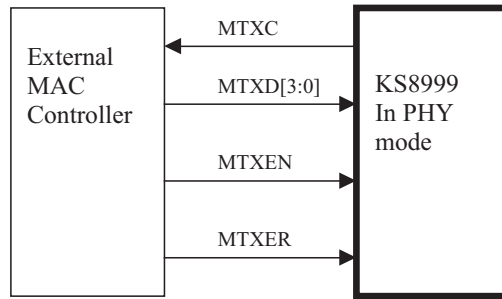 External
MAC
Controller
MTXC
MTXD[3:0]
MTXEN
MTXER
KS8999
In PHY
mode